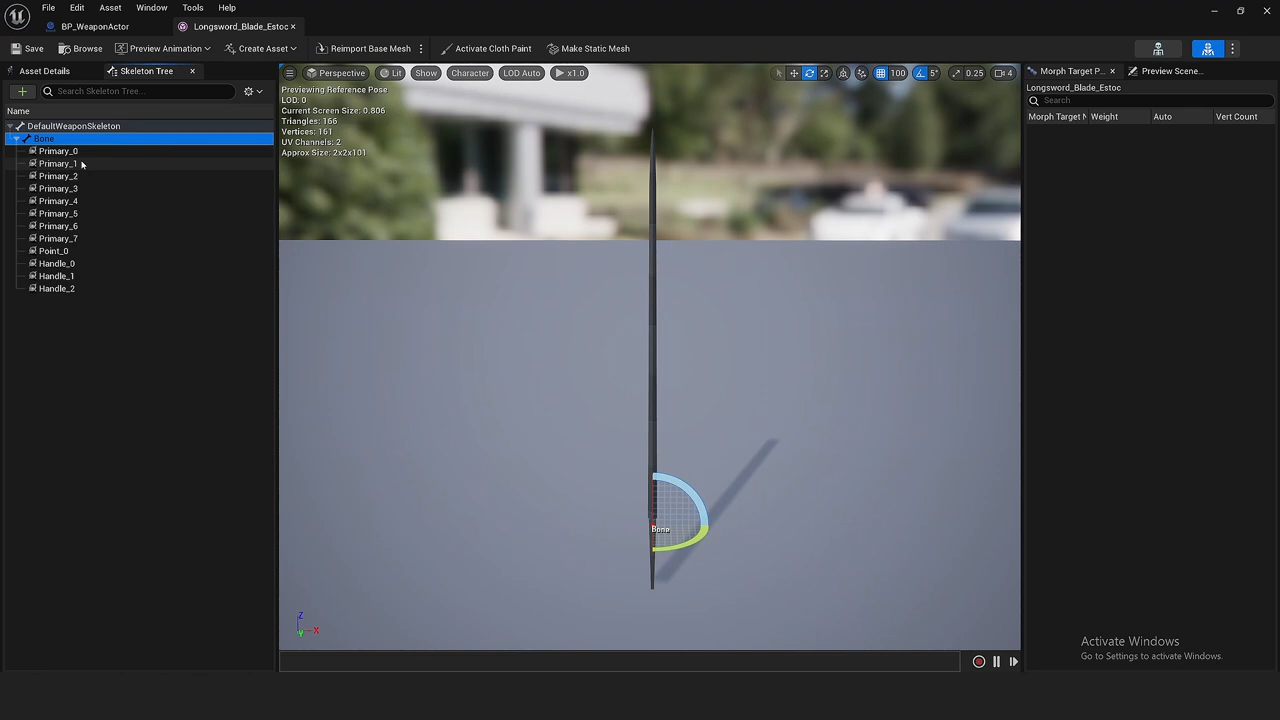 File Edit Asset Window Tools Help
BP_WeaponActor Longsword_Blade_Estoc
Save Browse Preview Animation Create Asset Reimport Base Mesh Activate Cloth Paint Make Static Mesh
Asset Details Skeleton Tree
Search Skeleton Tree...
Name
DefaultWeaponSkeleton
Bone
Primary_0
Primary_1
Primary_2
Primary_3
Primary_4
Primary_5
Primary_6
Primary_7
Point_0
Handle_0
Handle_1
Handle_2
Perspective Lit Show Character LOD Auto x1.0 100 5° 0.25 4
Previewing Reference Pose
LOD: 0
Current Screen Size: 0.806
Triangles: 166
Vertices: 161
UV Channels: 2
Approx Size: 2x2x101
Bone
Z
Y X
Morph Target P... Preview Scene...
Longsword_Blade_Estoc
Search
Morph Target N Weight Auto Vert Count
Activate Windows
Go to Settings to activate Windows.